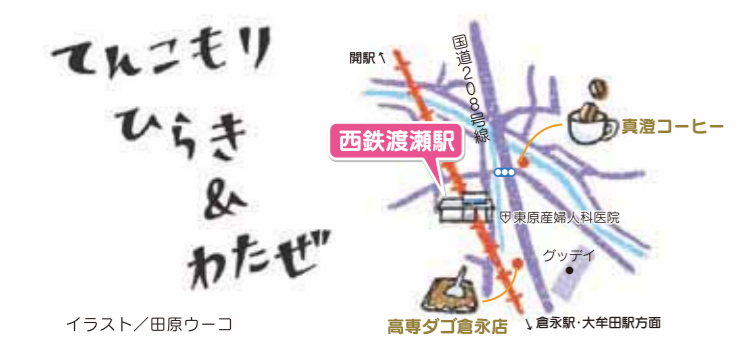 てんこもり
ひらき
&
わたぜ
イラスト／田原ウーコ
開駅↖
国道208号線
真澄コーヒー
西鉄渡瀬駅
東原産婦人科医院
グッデイ
高専ダゴ倉永店
↘倉永駅・大牟田駅方面